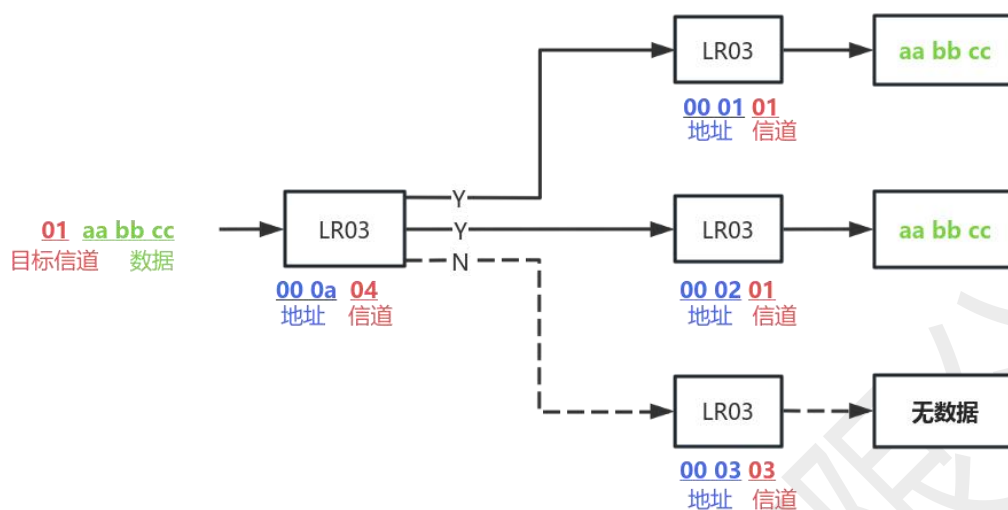 LR03
aa bb cc
00 01 01
地址 信道
Y
01 aa bb cc
目标信道 数据
LR03
Y
LR03
aa bb cc
N
00 0a 04
地址 信道
00 02 01
地址 信道
LR03
无数据
00 03 03
地址 信道
限公